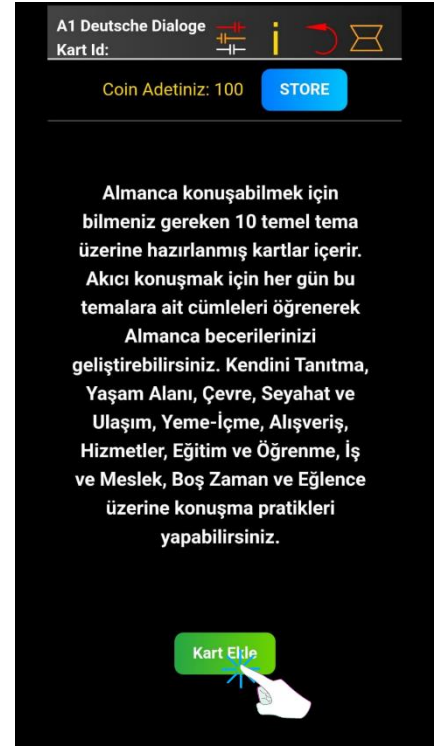 A1 Deutsche Dialoge
Kart Id:
Coin Adetiniz: 100 STORE
Almanca konuşabilmek için
bilmeniz gereken 10 temel tema
üzerine hazırlanmış kartlar içerir.
Akıcı konuşmak için her gün bu
temalara ait cümleleri öğrenerek
Almanca becerilerinizi
geliştirebilirsiniz. Kendini Tanıtma,
Yaşam Alanı, Çevre, Seyahat ve
Ulaşım, Yeme-İçme, Alışveriş,
Hizmetler, Eğitim ve Öğrenme, İş
ve Meslek, Boş Zaman ve Eğlence
üzerine konuşma pratikleri
yapabilirsiniz.
Kart Ekle